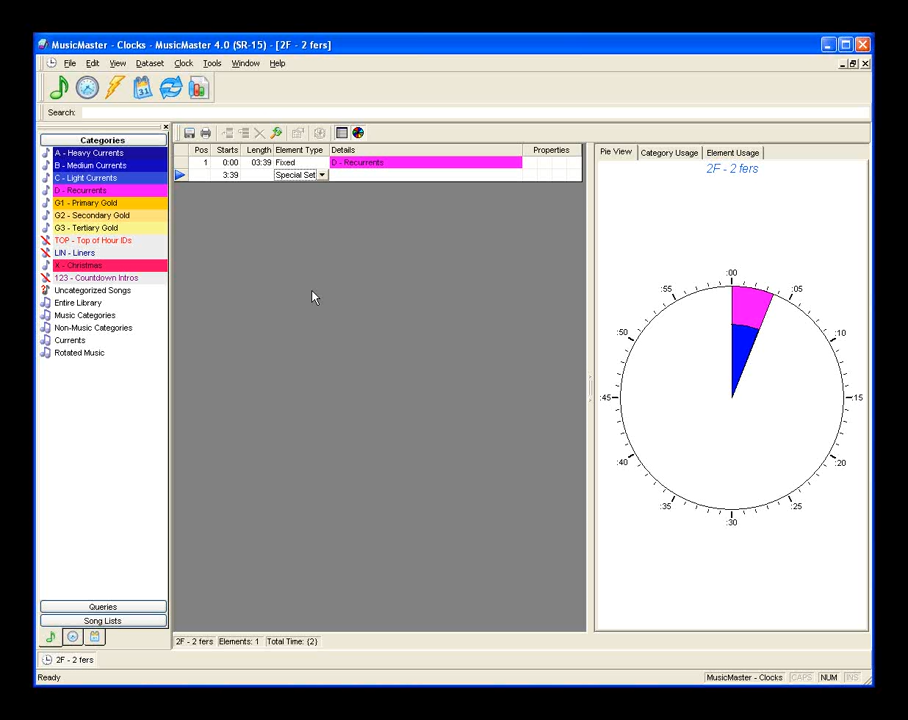 MusicMaster - Clocks - MusicMaster 4.0 (SR-15) - [2F - 2 fers]
File Edit View Dataset Clock Tools Window Help
31
Search:
Categories
A - Heavy Currents
B - Medium Currents
C - Light Currents
D - Recurrents
G1 - Primary Gold
G2 - Secondary Gold
G3 - Tertiary Gold
TOP - Top of Hour IDs
LIN - Liners
X - Christmas
123 - Countdown Intros
Uncategorized Songs
Entire Library
Music Categories
Non-Music Categories
Currents
Rotated Music
Queries
Song Lists
Pos Starts Length Element Type Details Properties
1 0:00 03:39 Fixed D - Recurrents
3:39 Special Set
2F - 2 fers Elements: 1 Total Time: {2}
Pie View Category Usage Element Usage
2F - 2 fers
:00
:05
:10
:15
:20
:25
:30
:35
:40
:45
:50
:55
2F - 2 fers
Ready
MusicMaster - Clocks CAPS NUM INS